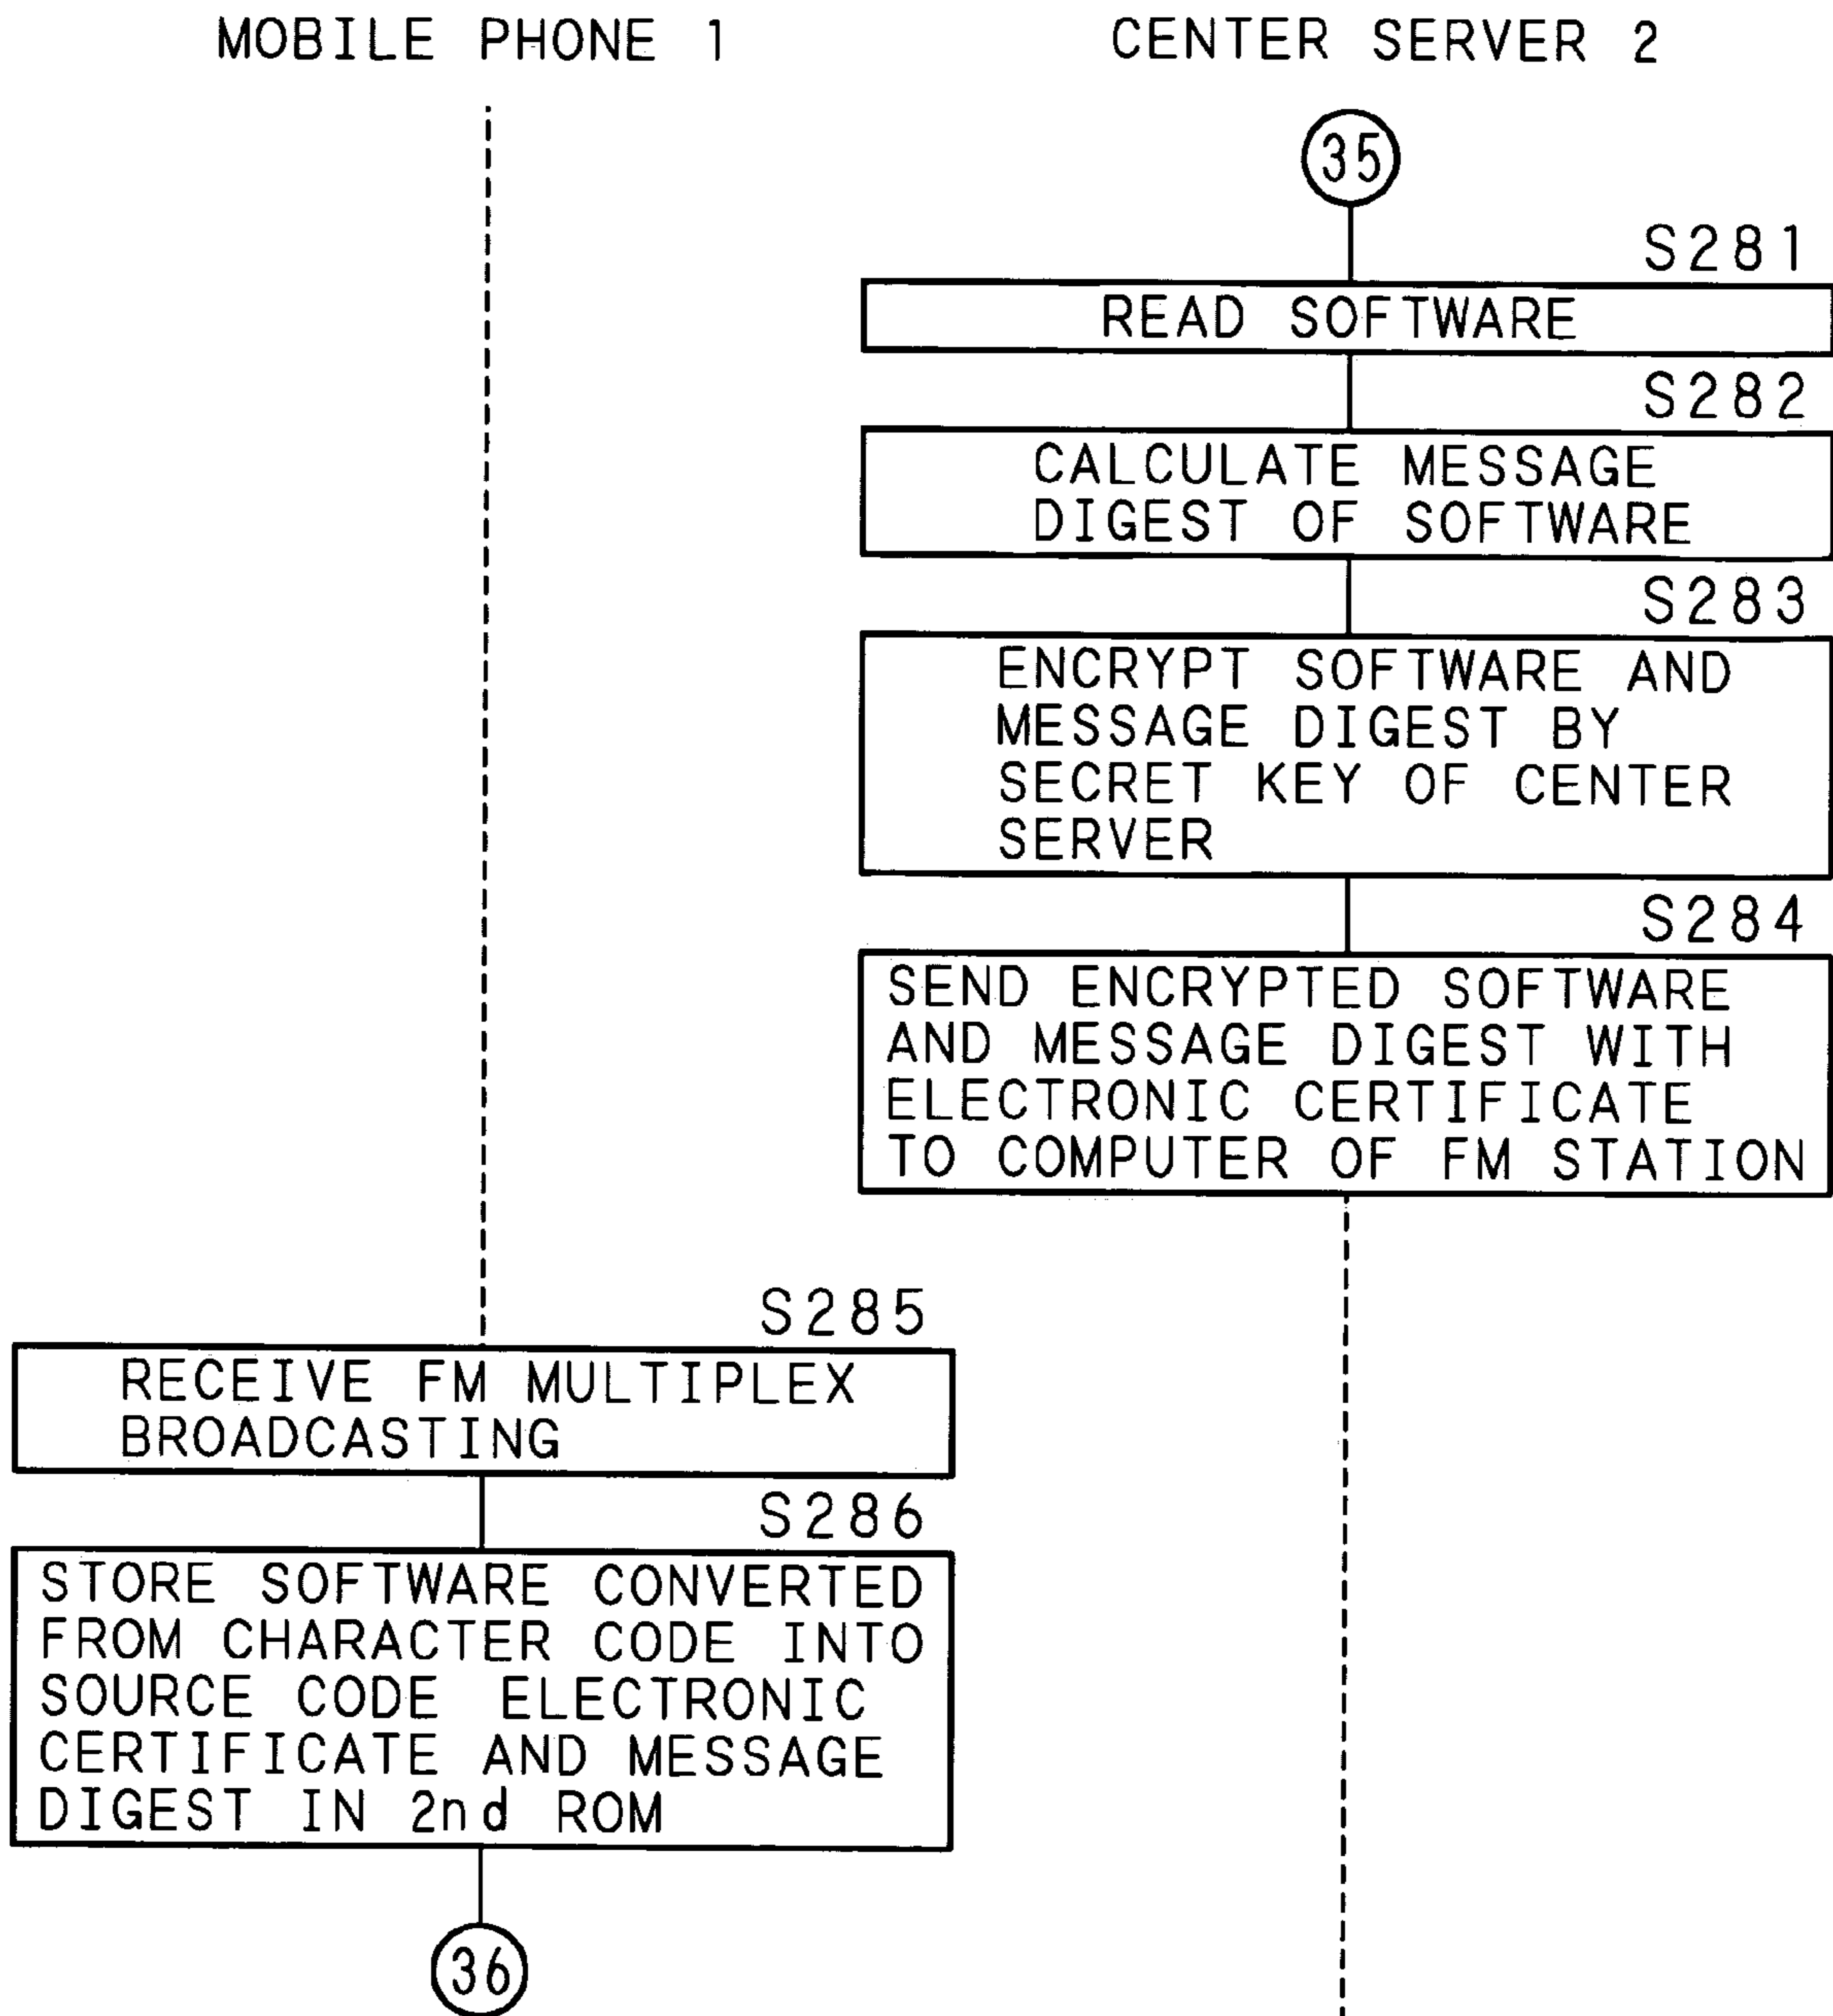 MOBILE PHONE 1
CENTER SERVER 2
35
S281
READ SOFTWARE
S282
CALCULATE MESSAGE
DIGEST OF SOFTWARE
S283
ENCRYPT SOFTWARE AND
MESSAGE DIGEST BY
SECRET KEY OF CENTER
SERVER
S284
SEND ENCRYPTED SOFTWARE
AND MESSAGE DIGEST WITH
ELECTRONIC CERTIFICATE
TO COMPUTER OF FM STATION
S285
RECEIVE FM MULTIPLEX
BROADCASTING
S286
STORE SOFTWARE CONVERTED
FROM CHARACTER CODE INTO
SOURCE CODE ELECTRONIC
CERTIFICATE AND MESSAGE
DIGEST IN 2nd ROM
36